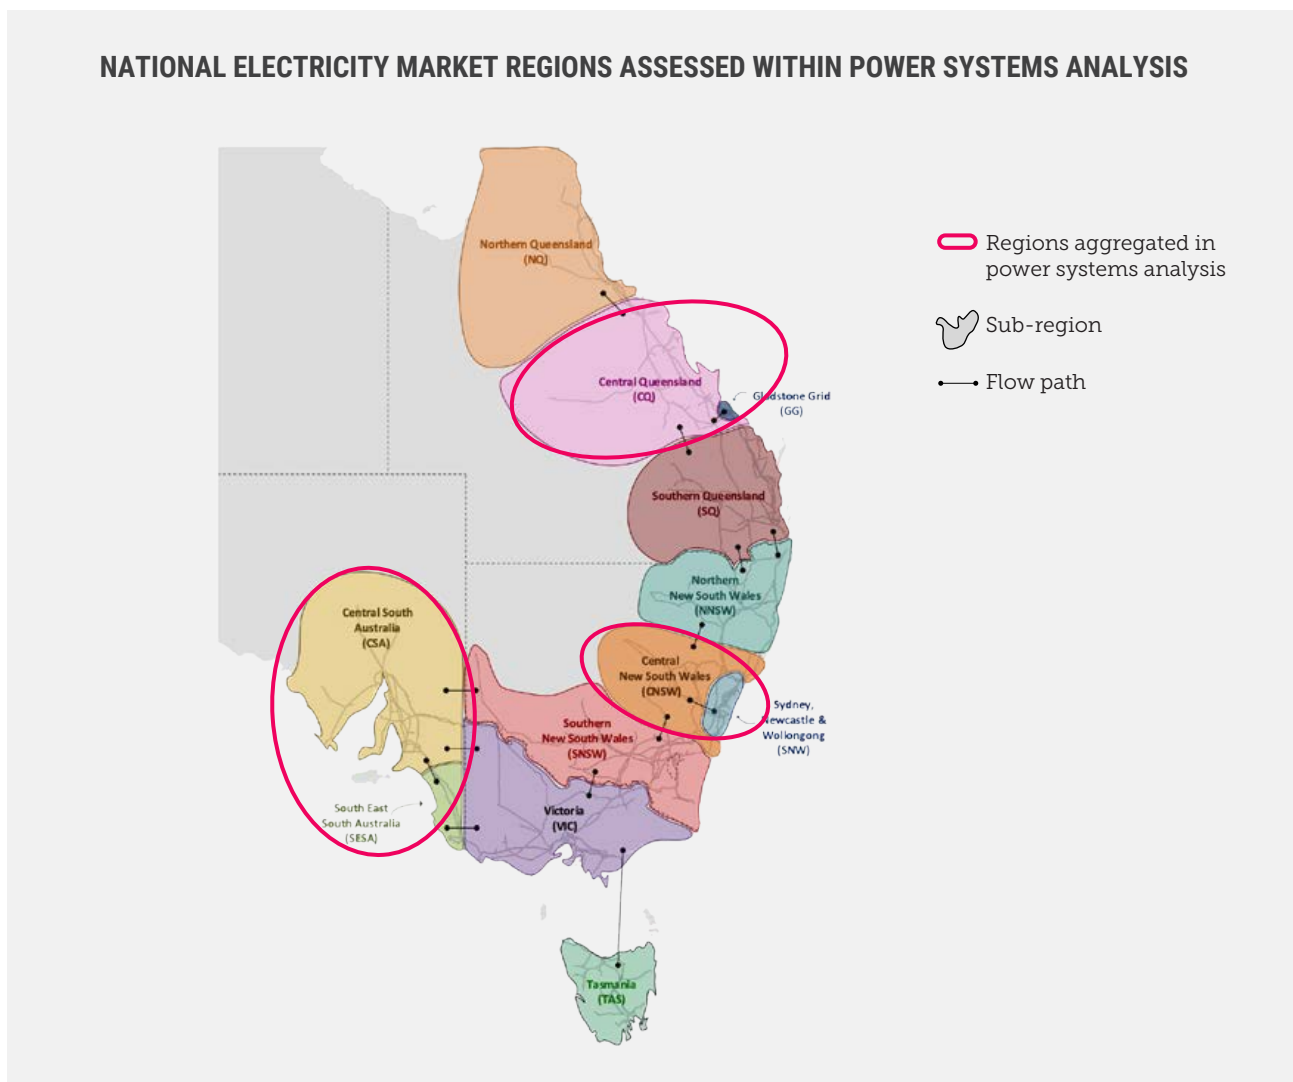 NATIONAL ELECTRICITY MARKET REGIONS ASSESSED WITHIN POWER SYSTEMS ANALYSIS
Regions aggregated in
power systems analysis
Sub-region
Flow path
Northern Queensland
(NQ)
Central Queensland
(CQ)
Gladstone Grid
(GG)
Southern Queensland
(SQ)
Northern
New South Wales
(NNSW)
Central South
Australia
(CSA)
Central
New South Wales
(CNSW)
Sydney,
Newcastle &
Wollongong
(SNW)
Southern
New South Wales
(SNSW)
South East
South Australia
(SESA)
Victoria
(VIC)
Tasmania
(TAS)